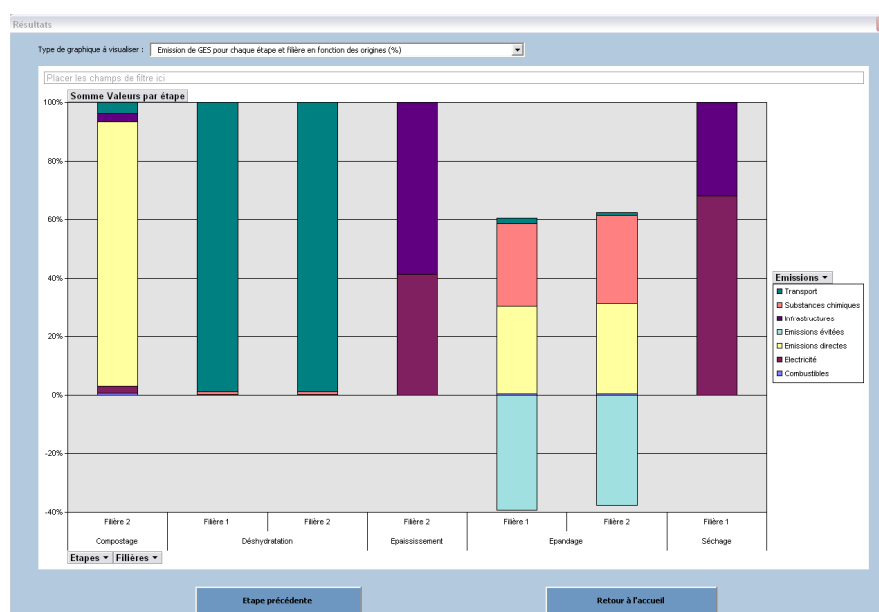 Résultats
Type de graphique à visualiser : Emission de GES pour chaque étape et filière en fonction des origines (%)
Placer les champs de filtre ici
Somme Valeurs par étape
100%
80%
60%
40%
20%
0%
-20%
-40%
Emissions
Transport
Substances chimiques
Infrastructures
Emissions évitées
Emissions directes
Electricité
Combustibles
Filière 2 Filière 1 Filière 2 Filière 2 Filière 1 Filière 2 Filière 1
Compostage Déshydratation Epaississement Epandage Séchage
Etapes Filières
Etape précédente Retour à l'accueil